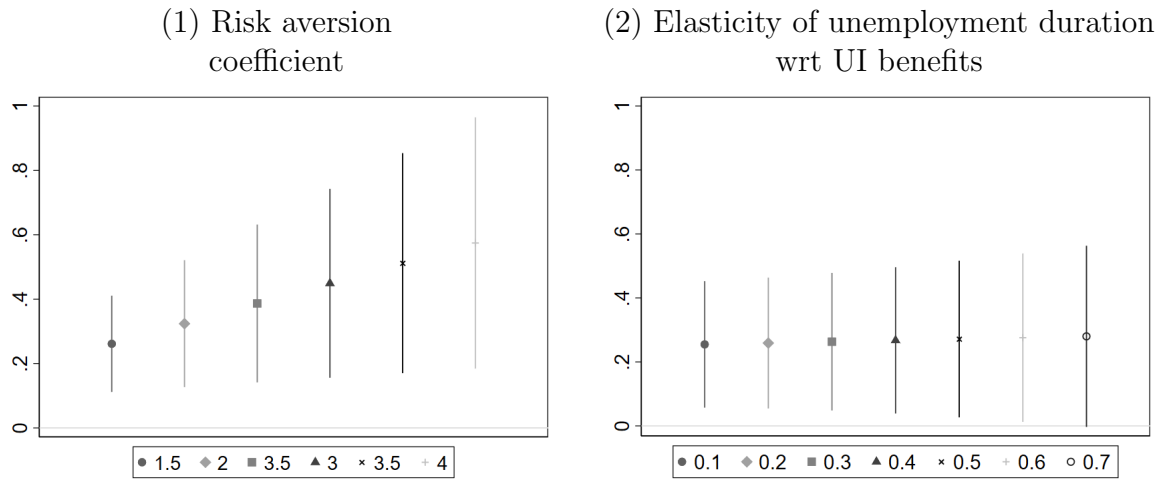 (1) Risk aversion
coefficient
1
.8
.6
.4
.2
0
1.5 2 3.5 3 3.5 4
(2) Elasticity of unemployment duration
wrt UI benefits
1
.8
.6
.4
.2
0
0.1 0.2 0.3 0.4 0.5 0.6 0.7